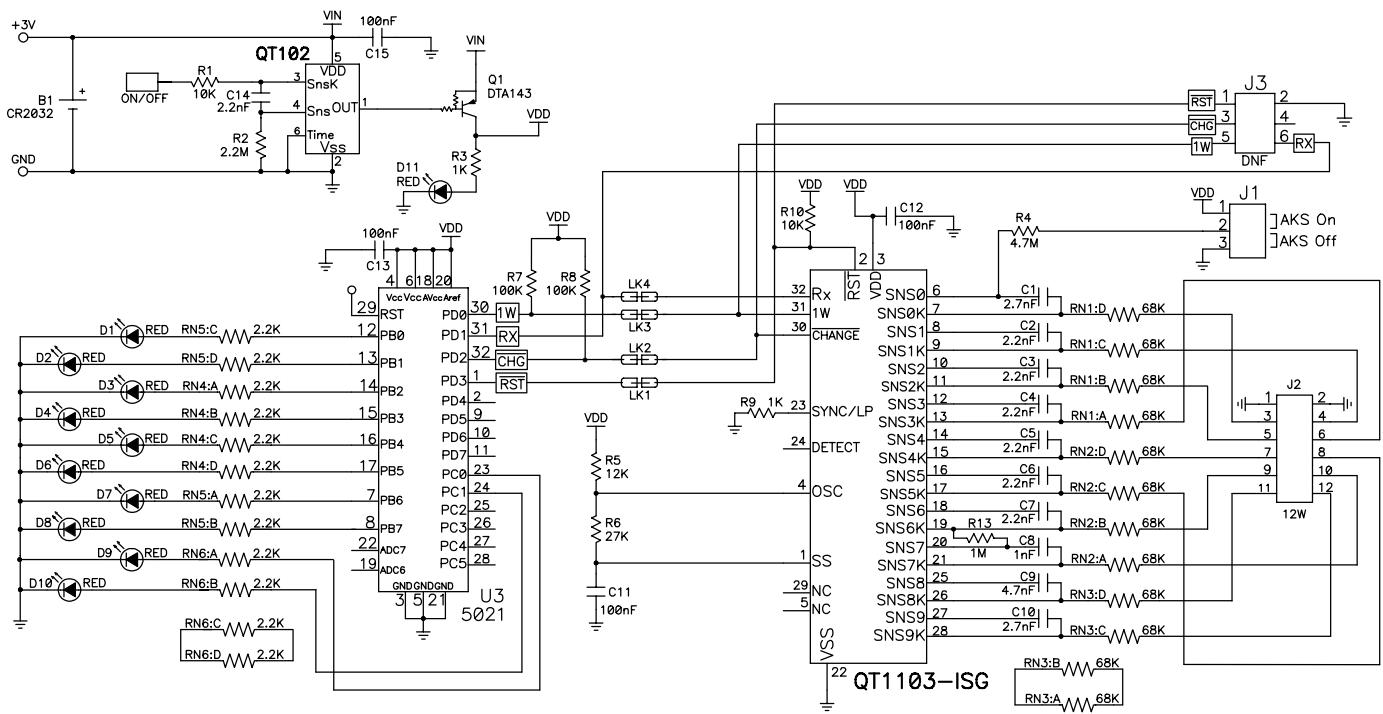 +3V
VIN
100nF
C15
VIN
QT102
5
VDD
R1
3
SnsK
10K
ON/OFF
C14
2.2nF
4
Sns
OUT
1
Q1
DTA143
VDD
B1
+
CR2032
R2
2.2M
6
Time
VSS
2
GND
R3
1K
D11
RED
J3
RST
1
2
CHG
3
4
1W
5
6
RX
DNF
VDD
VDD
R10
10K
C12
100nF
VDD
J1
1
2
3
AKS On
AKS Off
R4
4.7M
100nF
C13
VDD
VDD
R7
100K
R8
100K
4
6
18
20
Vcc
Vcc
AVcc
Aref
29
RST
PD0
30
1W
PD1
31
RX
PD2
32
CHG
PD3
1
RST
PD4
2
PD5
9
PD6
10
PD7
11
PC0
23
PC1
24
PC2
25
PC3
26
PC4
27
PC5
28
D1
RED
RN5:C
2.2K
12
PB0
D2
RED
RN5:D
2.2K
13
PB1
D3
RED
RN4:A
2.2K
14
PB2
D4
RED
RN4:B
2.2K
15
PB3
D5
RED
RN4:C
2.2K
16
PB4
D6
RED
RN4:D
2.2K
17
PB5
D7
RED
RN5:A
2.2K
7
PB6
D8
RED
RN5:B
2.2K
8
PB7
D9
RED
RN6:A
2.2K
22
ADC7
19
ADC6
D10
RED
RN6:B
2.2K
GND
GND
GND
3
5
21
U3
5021
RN6:C
2.2K
RN6:D
2.2K
LK4
LK3
LK2
LK1
2
3
RST
VDD
32
Rx
31
1W
30
CHANGE
R9
1K
23
SYNC/LP
24
DETECT
VDD
R5
12K
4
OSC
R6
27K
1
SS
C11
100nF
29
NC
5
NC
VSS
22
QT1103-ISG
SNS0
6
C1
2.7nF
SNS0K
7
RN1:D
68K
SNS1
8
C2
2.2nF
SNS1K
9
RN1:C
68K
SNS2
10
C3
2.2nF
SNS2K
11
RN1:B
68K
SNS3
12
C4
2.2nF
SNS3K
13
RN1:A
68K
SNS4
14
C5
2.2nF
SNS4K
15
RN2:D
68K
SNS5
16
C6
2.2nF
SNS5K
17
RN2:C
68K
SNS6
18
C7
2.2nF
SNS6K
19
R13
1M
RN2:B
68K
SNS7
20
C8
1nF
SNS7K
21
RN2:A
68K
SNS8
25
C9
4.7nF
SNS8K
26
RN3:D
68K
SNS9
27
C10
2.7nF
SNS9K
28
RN3:C
68K
J2
1
2
3
4
5
6
7
8
9
10
11
12
12W
RN3:B
68K
RN3:A
68K